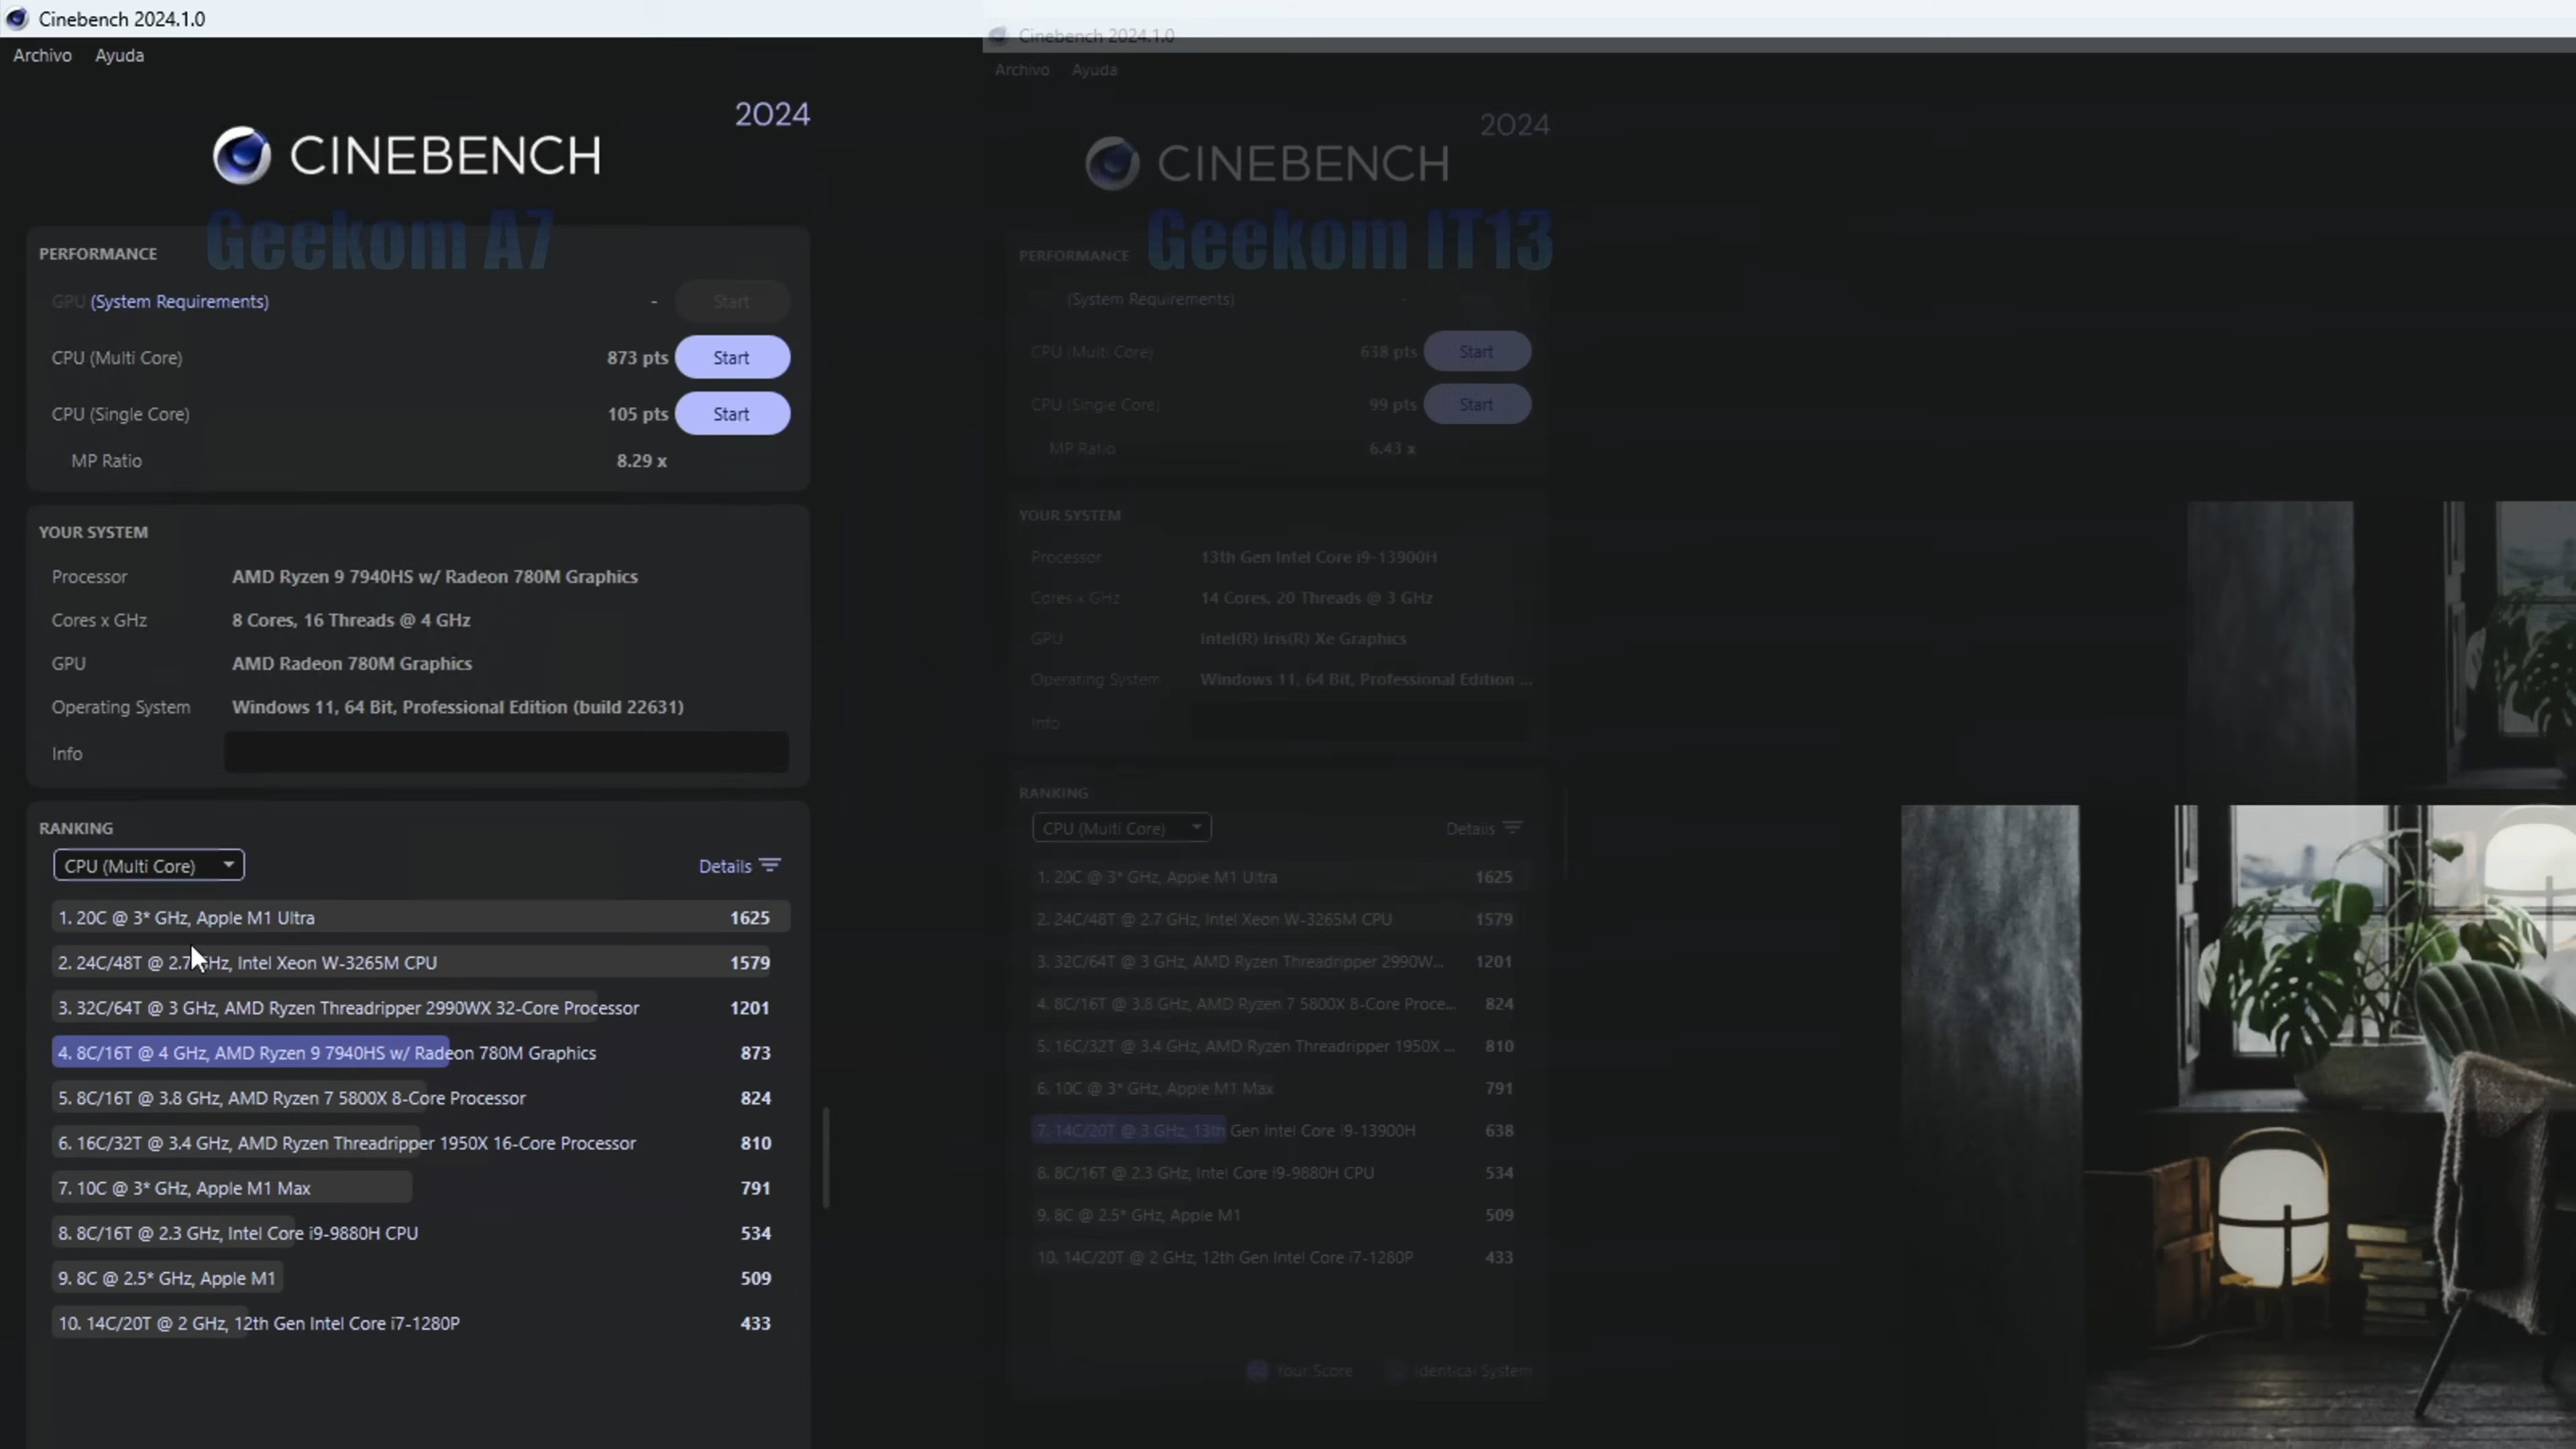 Cinebench 2024.1.0
Archivo Ayuda
2024
CINEBENCH
Geekom A7
PERFORMANCE
GPU (System Requirements) - Start
CPU (Multi Core) 873 pts Start
CPU (Single Core) 105 pts Start
MP Ratio 8.29 x
YOUR SYSTEM
Processor AMD Ryzen 9 7940HS w/ Radeon 780M Graphics
Cores x GHz 8 Cores, 16 Threads @ 4 GHz
GPU AMD Radeon 780M Graphics
Operating System Windows 11, 64 Bit, Professional Edition (build 22631)
Info
RANKING
CPU (Multi Core) Details
1. 20C @ 3* GHz, Apple M1 Ultra 1625
2. 24C/48T @ 2.7 GHz, Intel Xeon W-3265M CPU 1579
3. 32C/64T @ 3 GHz, AMD Ryzen Threadripper 2990WX 32-Core Processor 1201
4. 8C/16T @ 4 GHz, AMD Ryzen 9 7940HS w/ Radeon 780M Graphics 873
5. 8C/16T @ 3.8 GHz, AMD Ryzen 7 5800X 8-Core Processor 824
6. 16C/32T @ 3.4 GHz, AMD Ryzen Threadripper 1950X 16-Core Processor 810
7. 10C @ 3* GHz, Apple M1 Max 791
8. 8C/16T @ 2.3 GHz, Intel Core i9-9880H CPU 534
9. 8C @ 2.5* GHz, Apple M1 509
10. 14C/20T @ 2 GHz, 12th Gen Intel Core i7-1280P 433
Cinebench 2024.1.0
Archivo Ayuda
2024
CINEBENCH
Geekom IT13
PERFORMANCE
(System Requirements) -
CPU (Multi Core) 638 pts Start
CPU (Single Core) 99 pts Start
MP Ratio 6.43 x
YOUR SYSTEM
Processor 13th Gen Intel Core i9-13900H
Cores x GHz 14 Cores, 20 Threads @ 3 GHz
GPU Intel(R) Iris(R) Xe Graphics
Operating System Windows 11, 64 Bit, Professional Edition ...
Info
RANKING
CPU (Multi Core) Details
1. 20C @ 3* GHz, Apple M1 Ultra 1625
2. 24C/48T @ 2.7 GHz, Intel Xeon W-3265M CPU 1579
3. 32C/64T @ 3 GHz, AMD Ryzen Threadripper 2990W... 1201
4. 8C/16T @ 3.8 GHz, AMD Ryzen 7 5800X 8-Core Proce... 824
5. 16C/32T @ 3.4 GHz, AMD Ryzen Threadripper 1950X ... 810
6. 10C @ 3* GHz, Apple M1 Max 791
7. 14C/20T @ 3 GHz, 13th Gen Intel Core i9-13900H 638
8. 8C/16T @ 2.3 GHz, Intel Core i9-9880H CPU 534
9. 8C @ 2.5* GHz, Apple M1 509
10. 14C/20T @ 2 GHz, 12th Gen Intel Core i7-1280P 433
Your Score Identical System